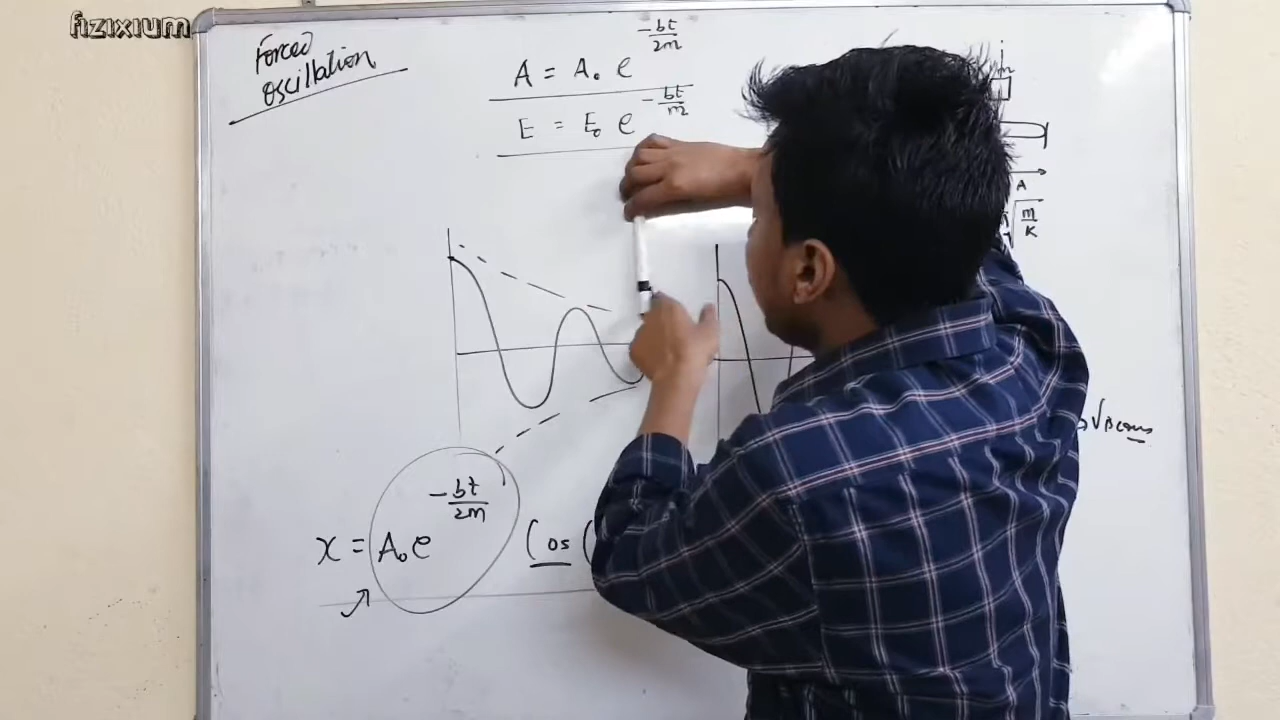 fizixium
Forced
oscillation
A = A₀ e^(-bt/2m)
E = E₀ e^(-bt/m)
m
A
√(m/K)
x = A₀e^(-bt/2m) Cos (